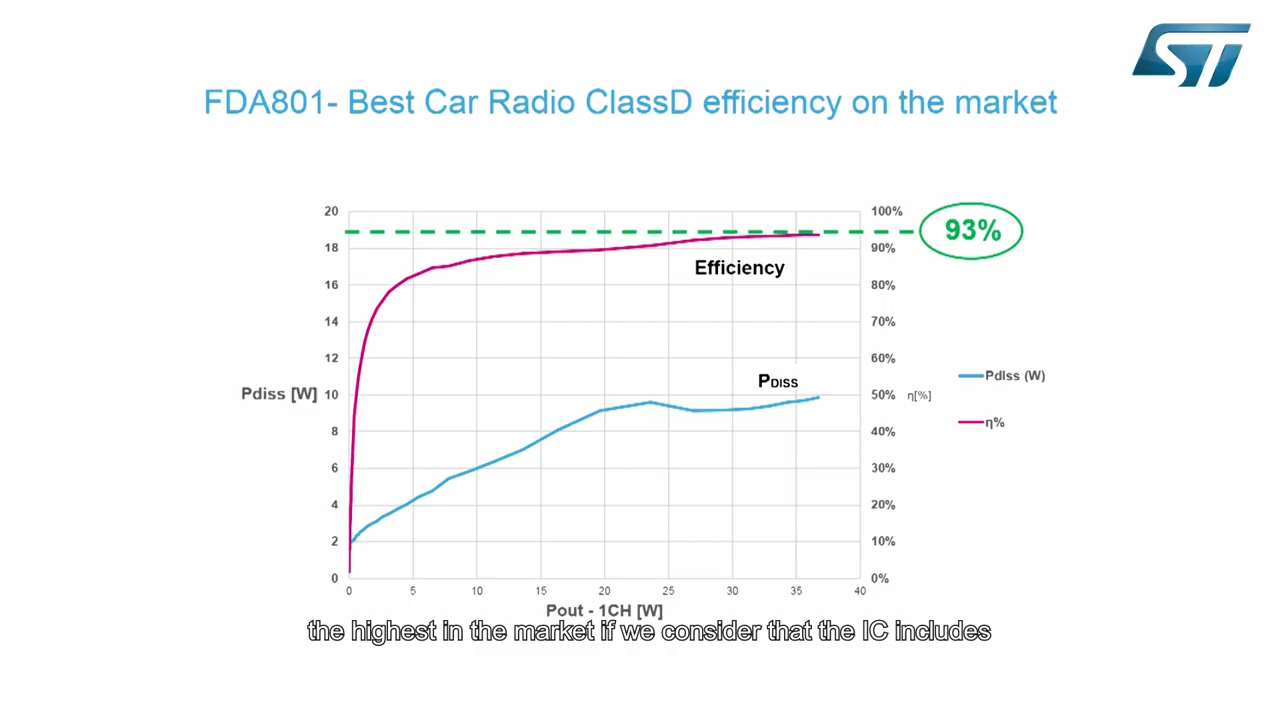 ST
FDA801- Best Car Radio ClassD efficiency on the market
20
18
16
14
12
10
8
6
4
2
0
Pdiss [W]
100%
90%
80%
70%
60%
50%
40%
30%
20%
10%
0%
η[%]
93%
Efficiency
PDISS
Pdiss (W)
η%
0 5 10 15 20 25 30 35 40
Pout - 1CH [W]
the highest in the market if we consider that the IC includes